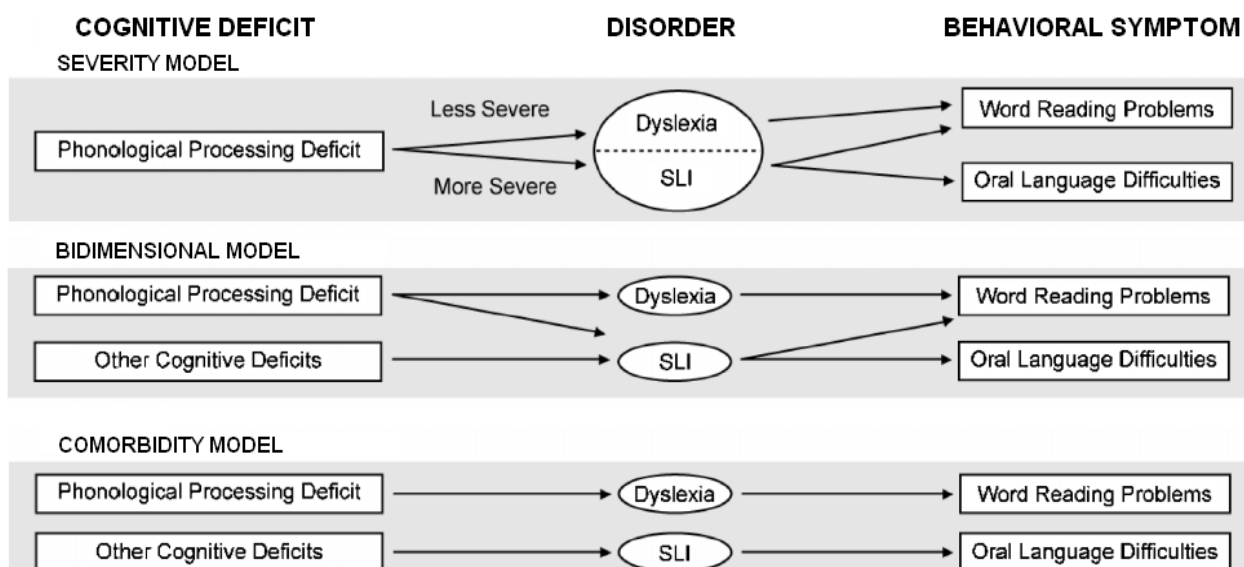 COGNITIVE DEFICIT DISORDER BEHAVIORAL SYMPTOM
SEVERITY MODEL
Less Severe
Phonological Processing Deficit
More Severe
Dyslexia
SLI
Word Reading Problems
Oral Language Difficulties
BIDIMENSIONAL MODEL
Phonological Processing Deficit Dyslexia Word Reading Problems
Other Cognitive Deficits SLI Oral Language Difficulties
COMORBIDITY MODEL
Phonological Processing Deficit Dyslexia Word Reading Problems
Other Cognitive Deficits SLI Oral Language Difficulties